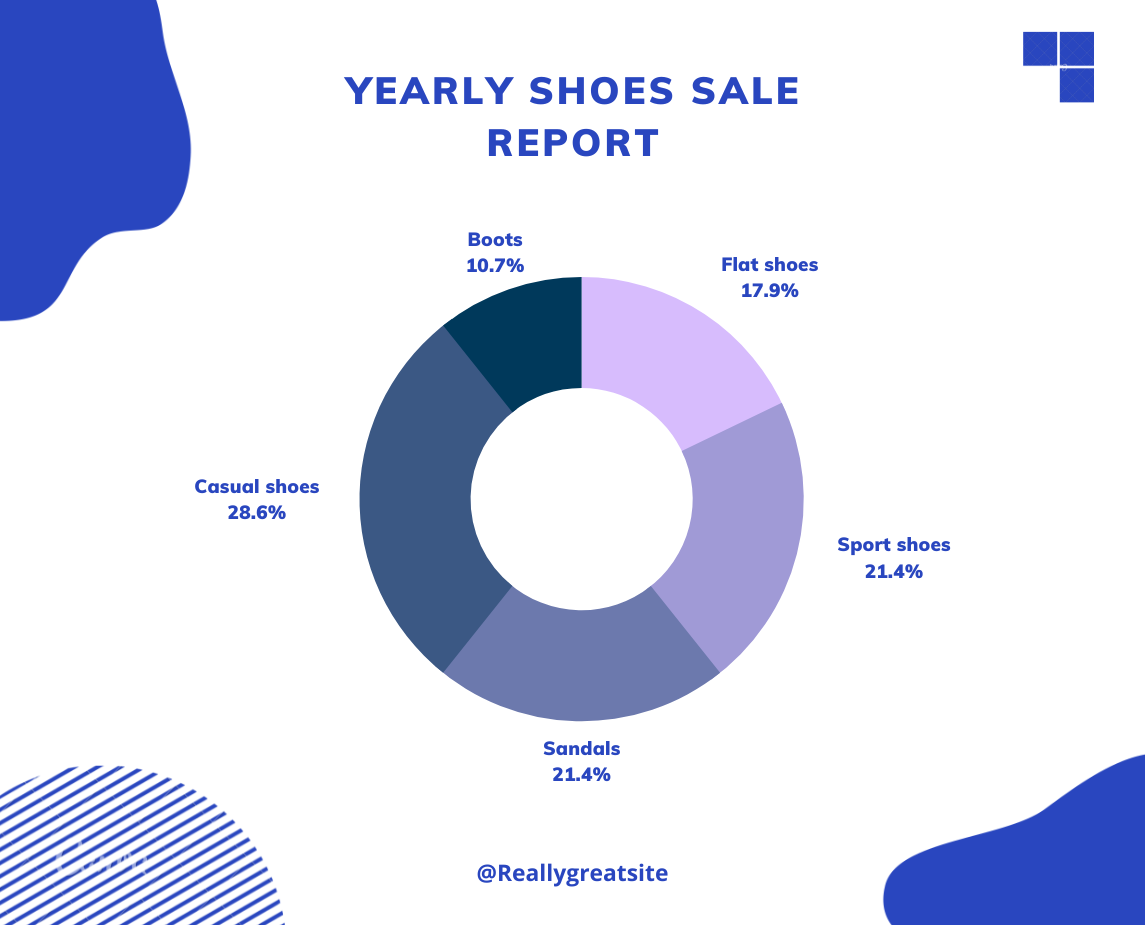 YEARLY SHOES SALE
REPORT
Boots
10.7%
Flat shoes
17.9%
Casual shoes
28.6%
Sport shoes
21.4%
Sandals
21.4%
@Reallygreatsite